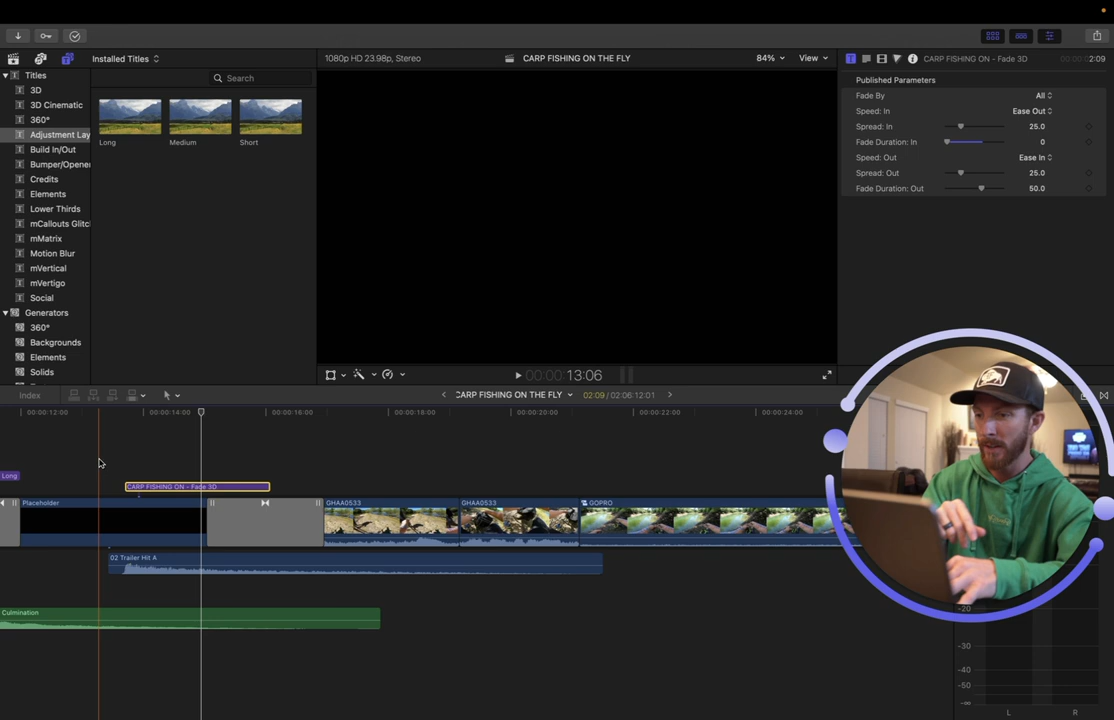 Installed Titles
1080p HD 23.98p, Stereo
CARP FISHING ON THE FLY
84%
View
CARP FISHING ON - Fade 3D
2:09
Titles
3D
3D Cinematic
360°
Adjustment Lay
Build In/Out
Bumper/Opene
Credits
Elements
Lower Thirds
mCallouts Glitc
mMatrix
Motion Blur
mVertical
mVertigo
Social
Generators
360°
Backgrounds
Elements
Solids
Search
Long
Medium
Short
Published Parameters
Fade By
All
Speed: In
Ease Out
Spread: In
25.0
Fade Duration: In
0
Speed: Out
Ease In
Spread: Out
25.0
Fade Duration: Out
50.0
00:00:13:06
Index
CARP FISHING ON THE FLY
02:09 / 02:06:12:01
00:00:12:00
00:00:14:00
00:00:16:00
00:00:18:00
00:00:20:00
00:00:22:00
00:00:24:00
Long
CARP FISHING ON - Fade 3D
Placeholder
GHAA0533
GHAA0533
GOPRO
02 Trailer Hit A
Culmination
-20
-30
-40
-50
-∞
L
R